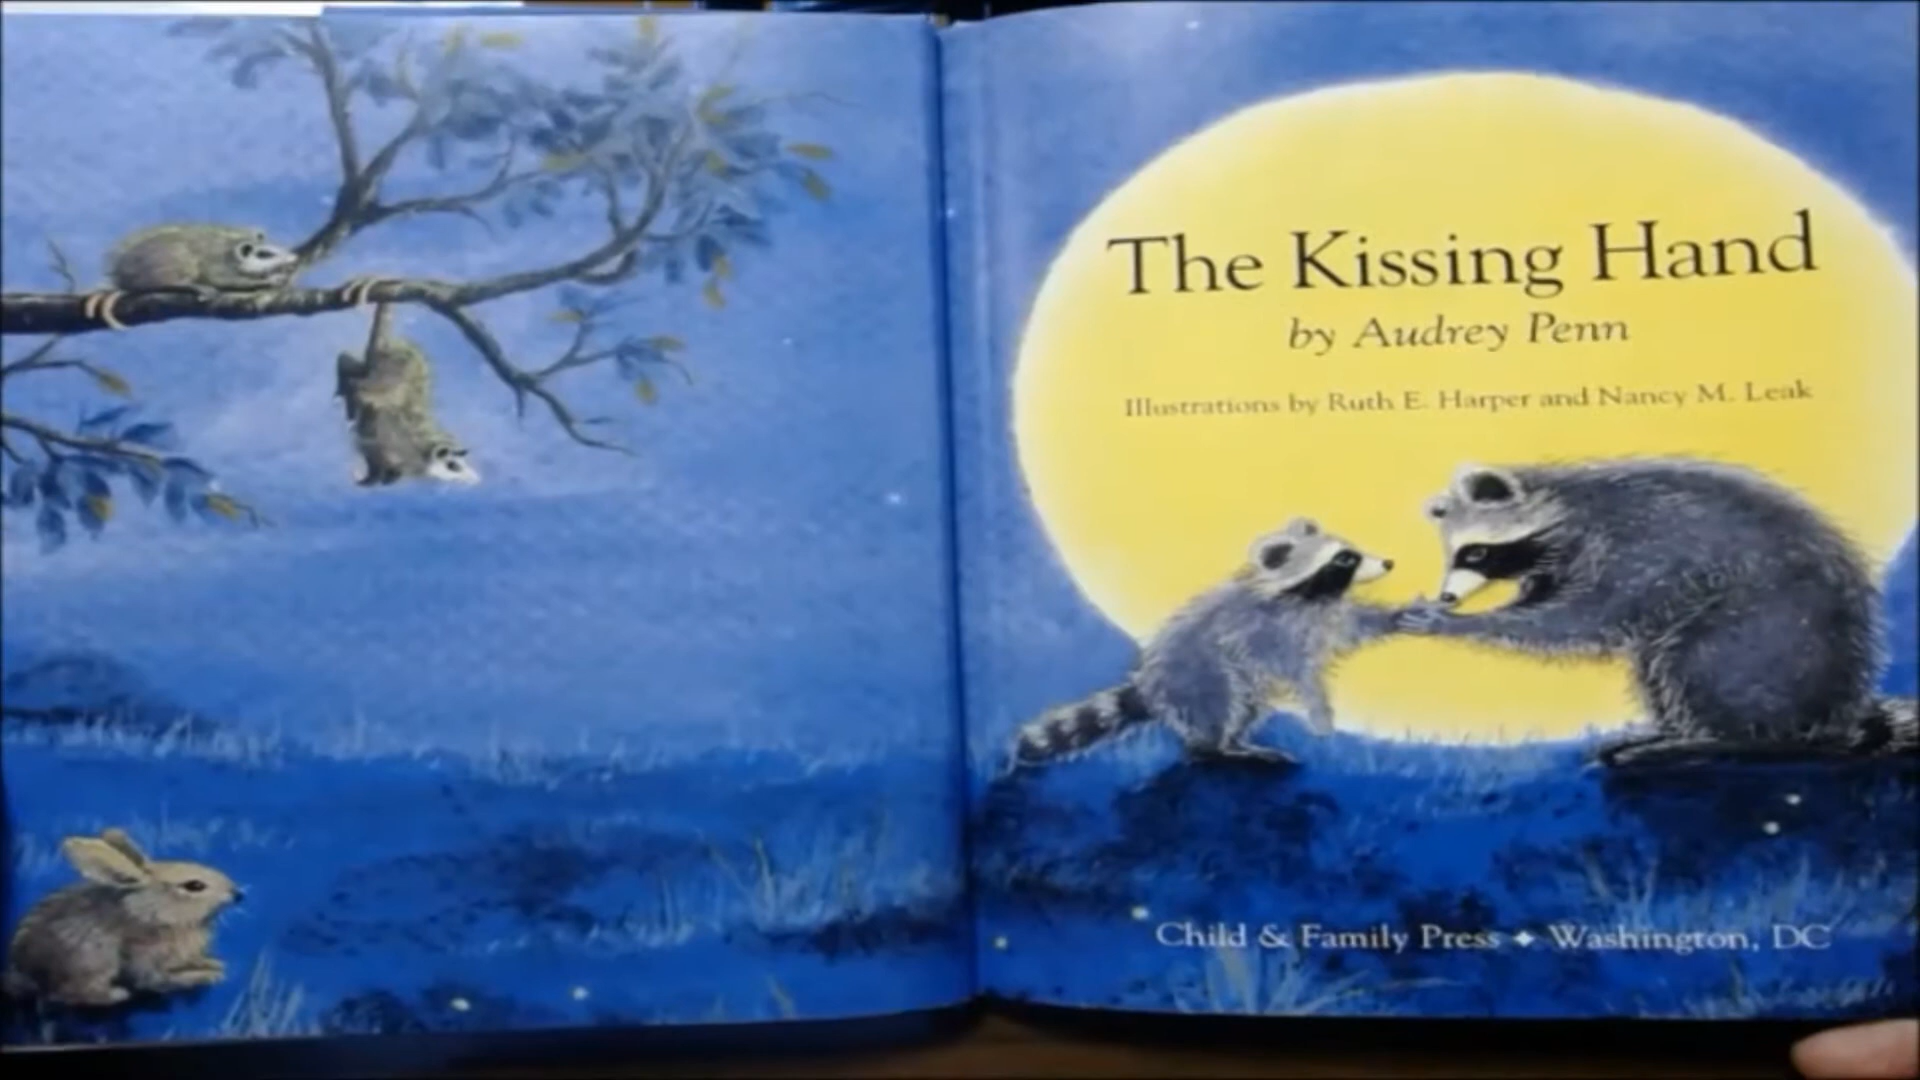 The Kissing Hand
by Audrey Penn
Illustrations by Ruth E. Harper and Nancy M. Leak
Child & Family Press ✦ Washington, DC